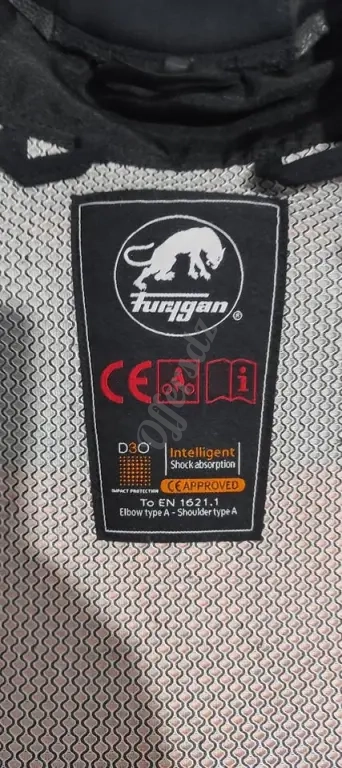 Furygan ®
CE i
D3O
IMPACT PROTECTION
Intelligent
Shock absorption
CE APPROVED
To EN 1621.1
Elbow type A - Shoulder type A